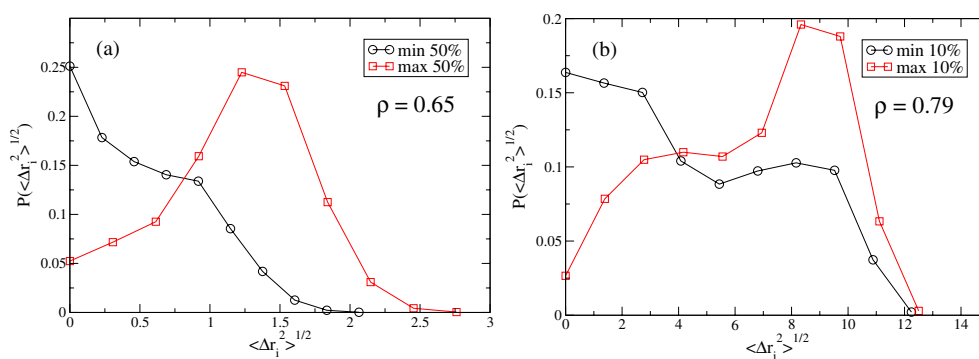 (a)
min 50%
max 50%
ρ = 0.65
P(<Δr_i^2>^1/2)
0.25
0.2
0.15
0.1
0.05
0
0 0.5 1 1.5 2 2.5 3
<Δr_i^2>^1/2
(b)
min 10%
max 10%
ρ = 0.79
P(<Δr_i^2>^1/2)
0.2
0.15
0.1
0.05
0
0 2 4 6 8 10 12 14
<Δr_i^2>^1/2